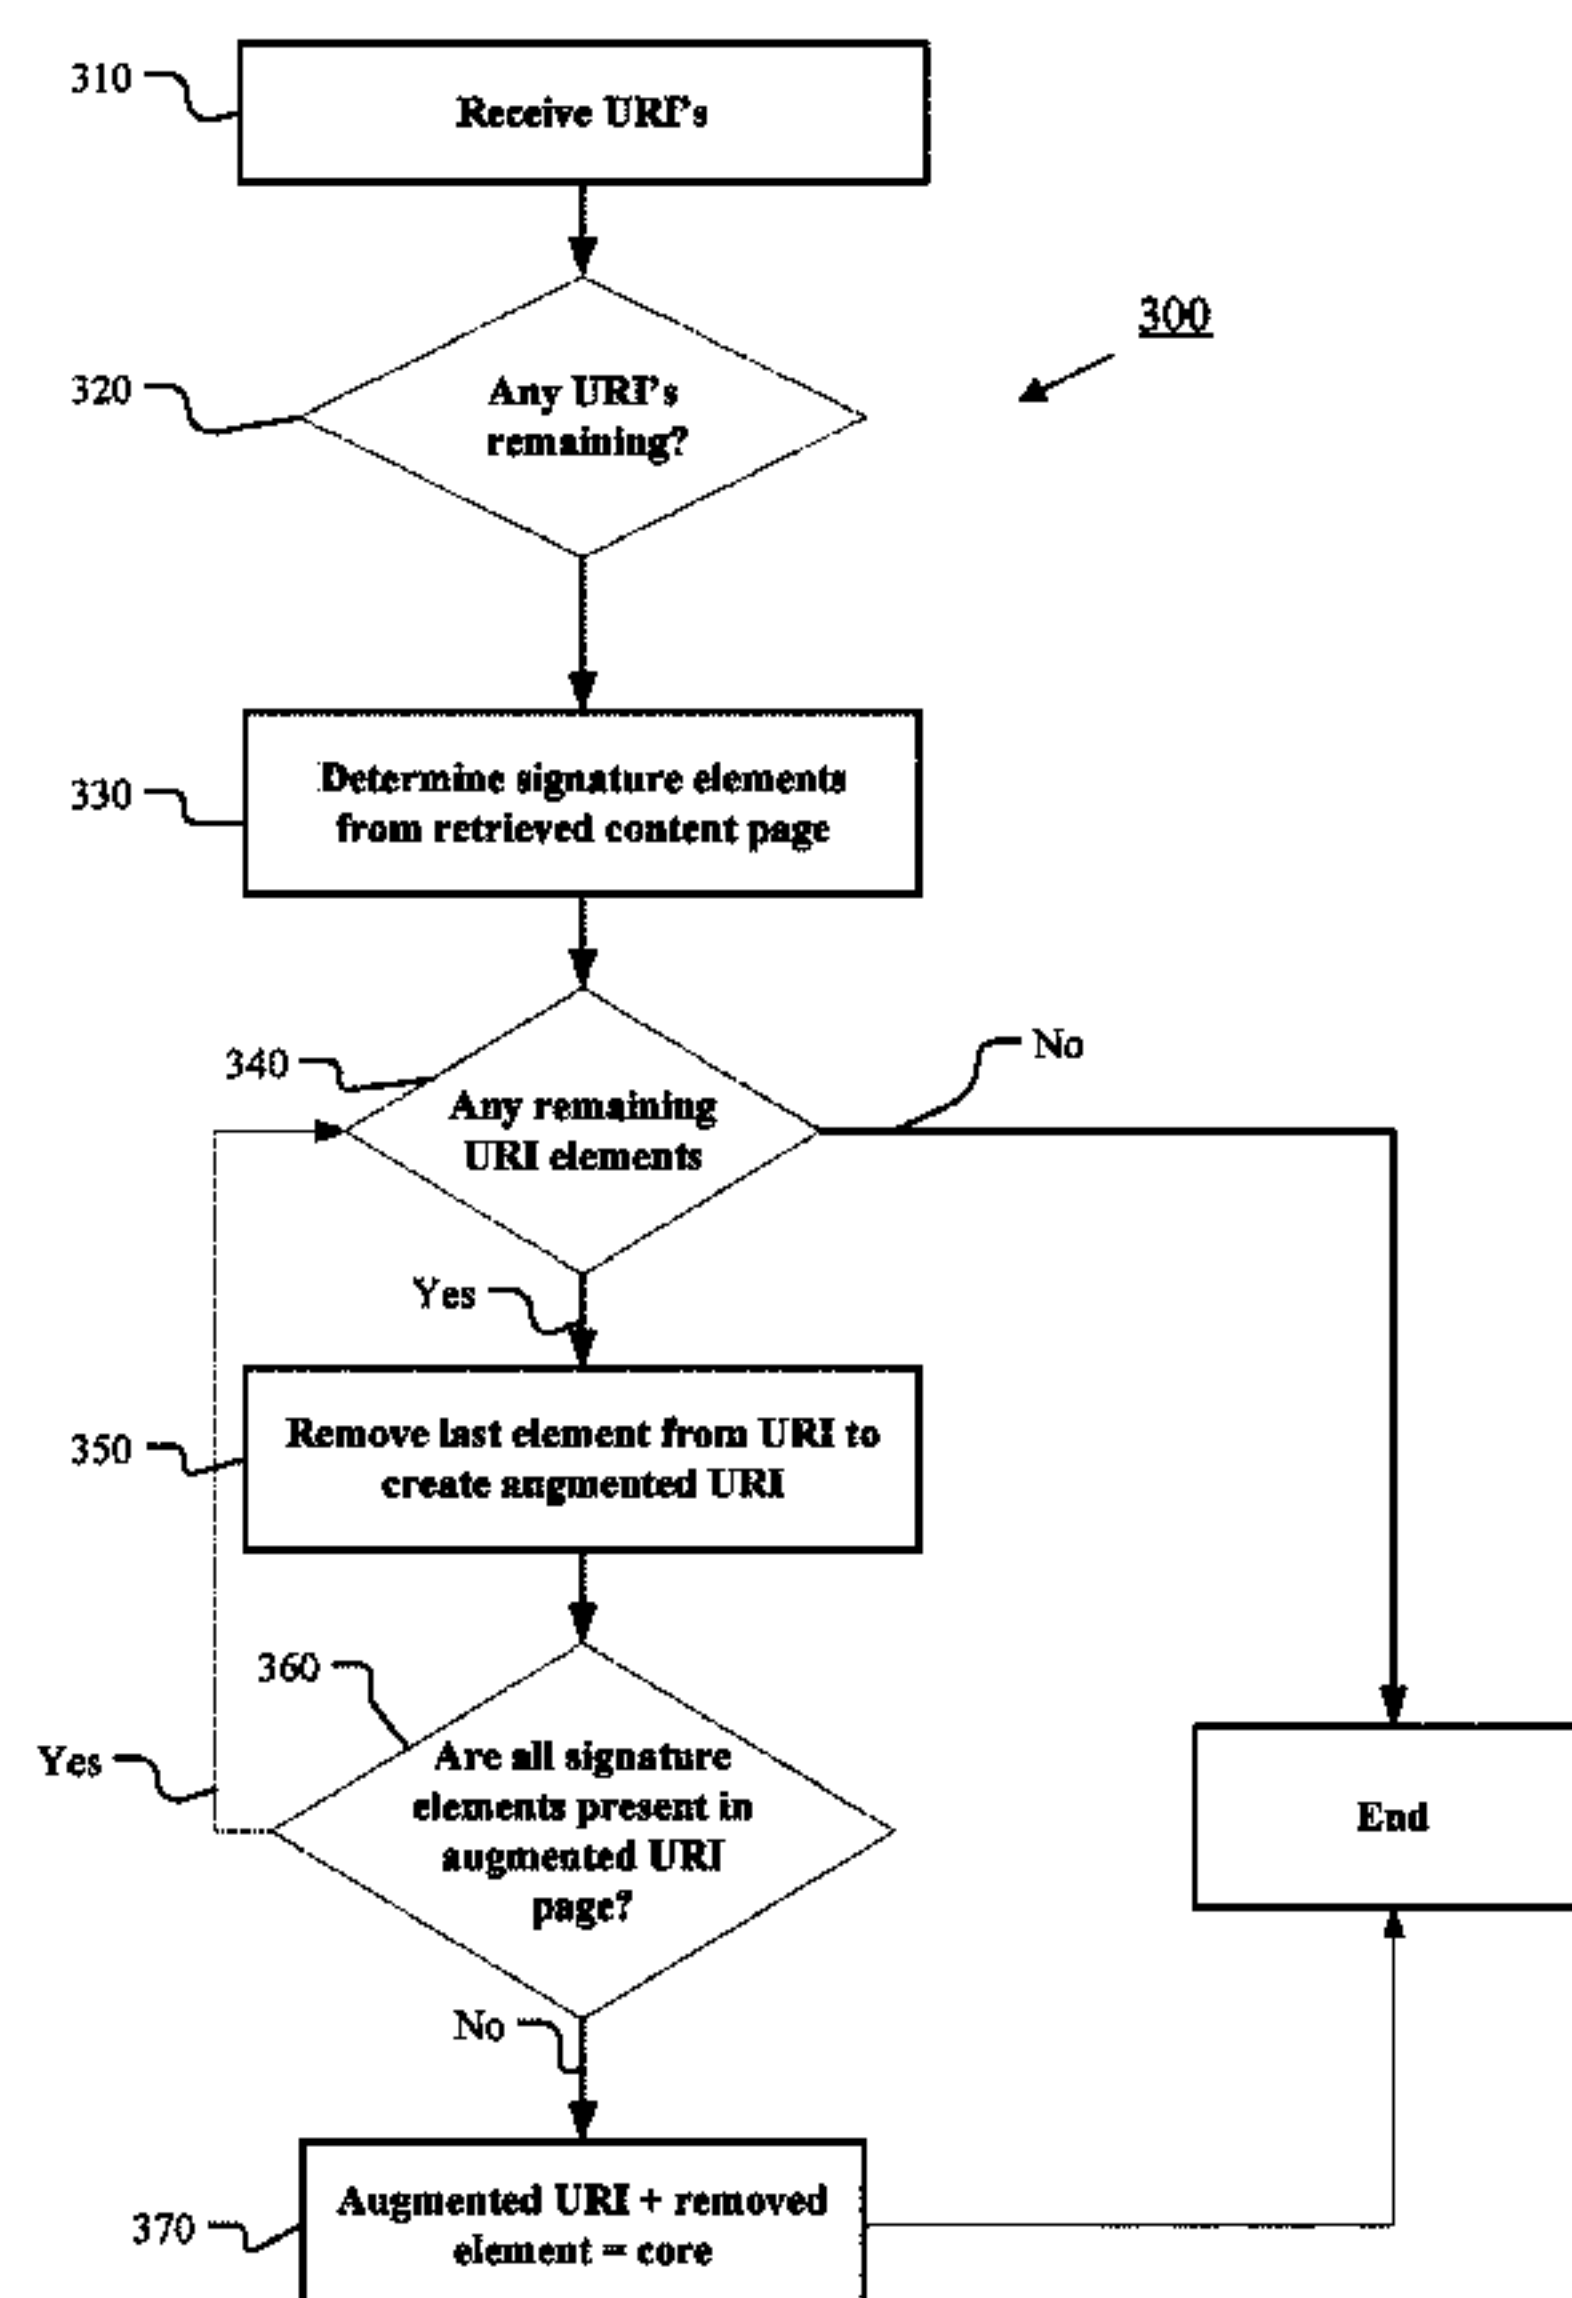 310
Receive URI's
300
320
Any URI's
remaining?
330
Determine signature elements
from retrieved content page
No
340
Any remaining
URI elements
Yes
350
Remove last element from URI to
create augmented URI
360
Yes
Are all signature
elements present in
augmented URI
page?
End
No
370
Augmented URI + removed
element = core